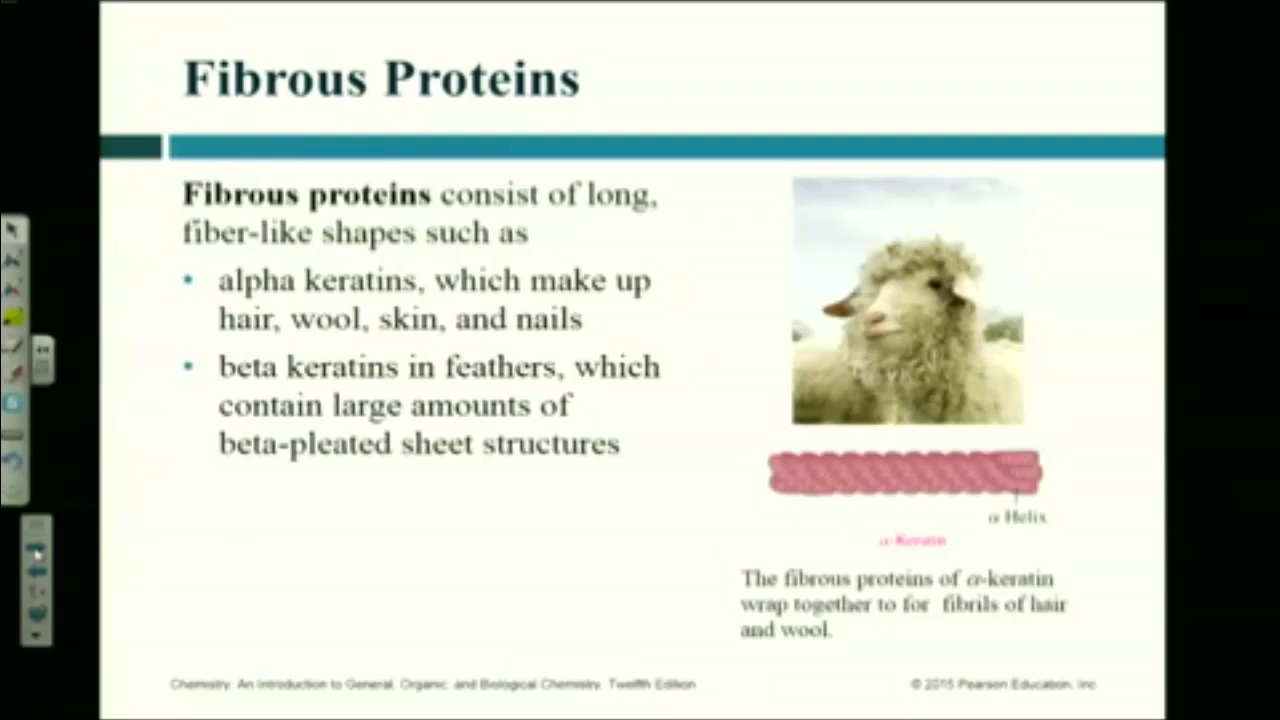 Fibrous Proteins
Fibrous proteins consist of long,
fiber-like shapes such as
• alpha keratins, which make up
hair, wool, skin, and nails
• beta keratins in feathers, which
contain large amounts of
beta-pleated sheet structures
α Helix
α-Keratin
The fibrous proteins of α-keratin
wrap together to for fibrils of hair
and wool.
Chemistry: An Introduction to General, Organic, and Biological Chemistry, Twelfth Edition
© 2015 Pearson Education, Inc